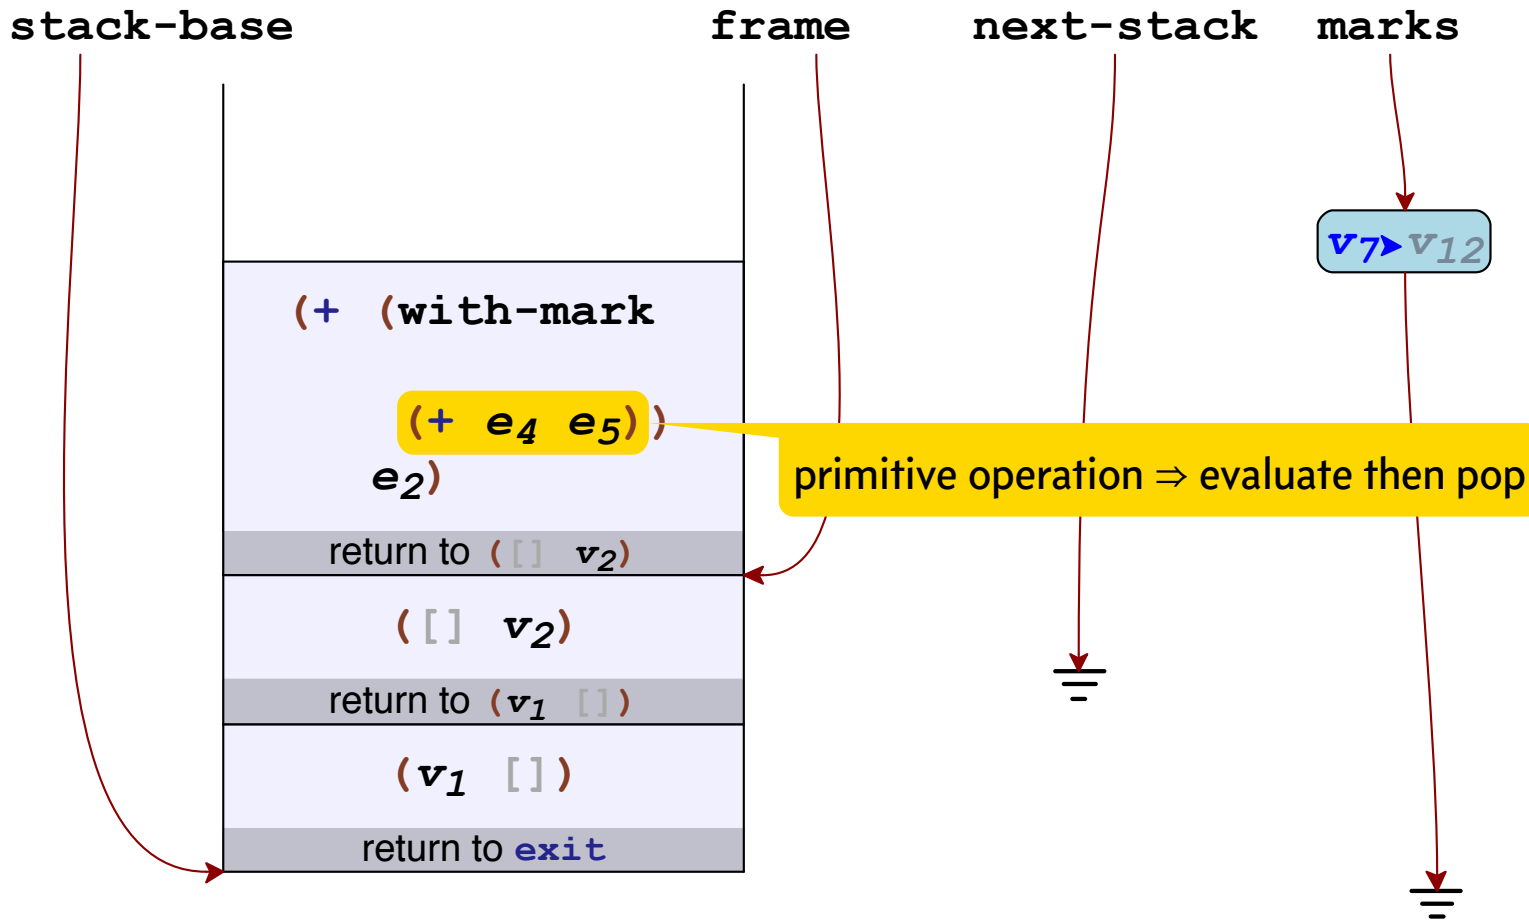 stack-base frame next-stack marks
v7➤v12
(+ (with-mark
(+ e4 e5))
e2)
primitive operation ⇒ evaluate then pop
return to ([] v2)
([] v2)
return to (v1 [])
(v1 [])
return to exit